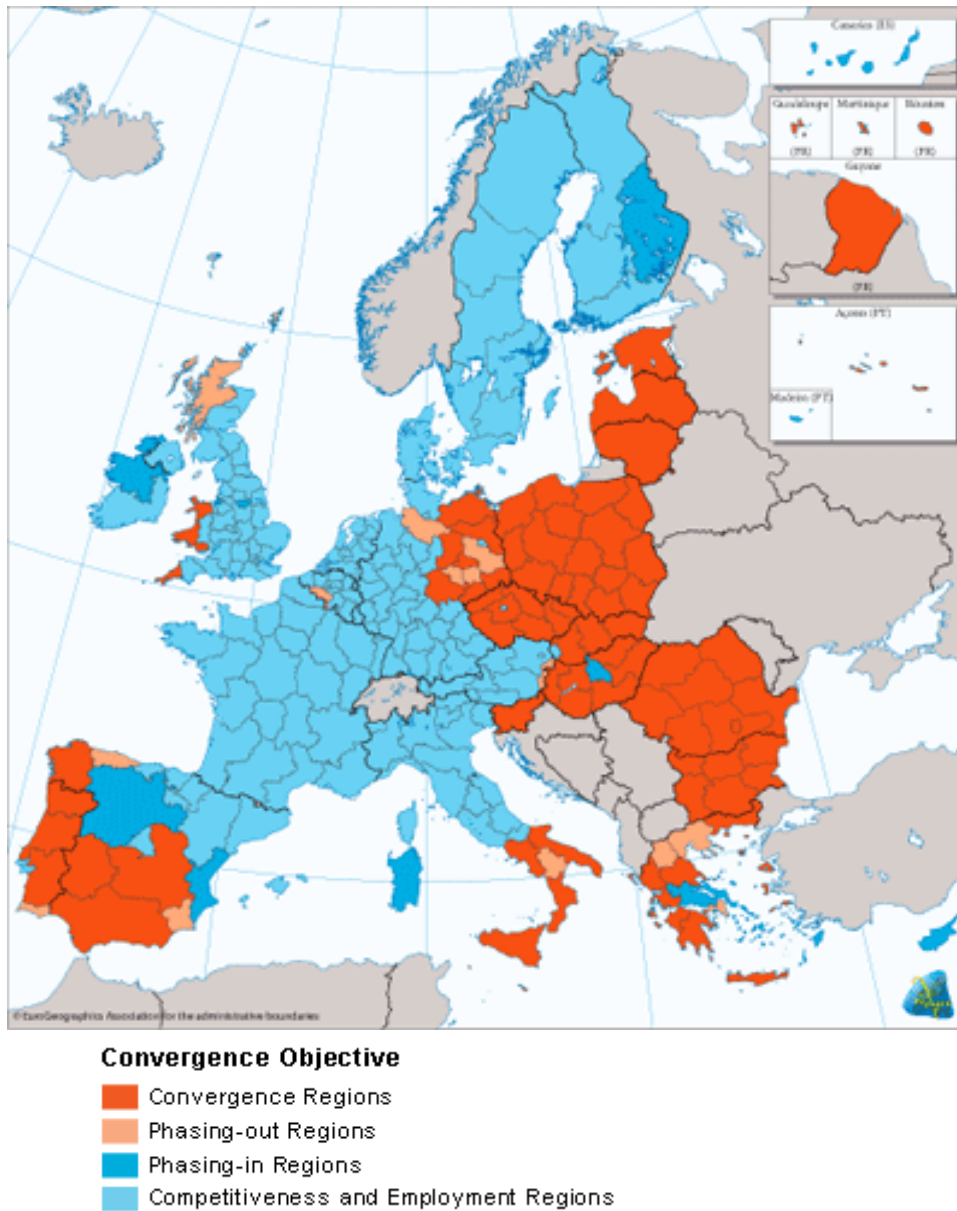 Canarias (ES)
Guadeloupe Martinique Réunion
(FR) (FR) (FR)
Guyane
(FR)
Açores (PT)
Madeira (PT)
© EuroGeographics Association for the administrative boundaries
Convergence Objective
Convergence Regions
Phasing-out Regions
Phasing-in Regions
Competitiveness and Employment Regions